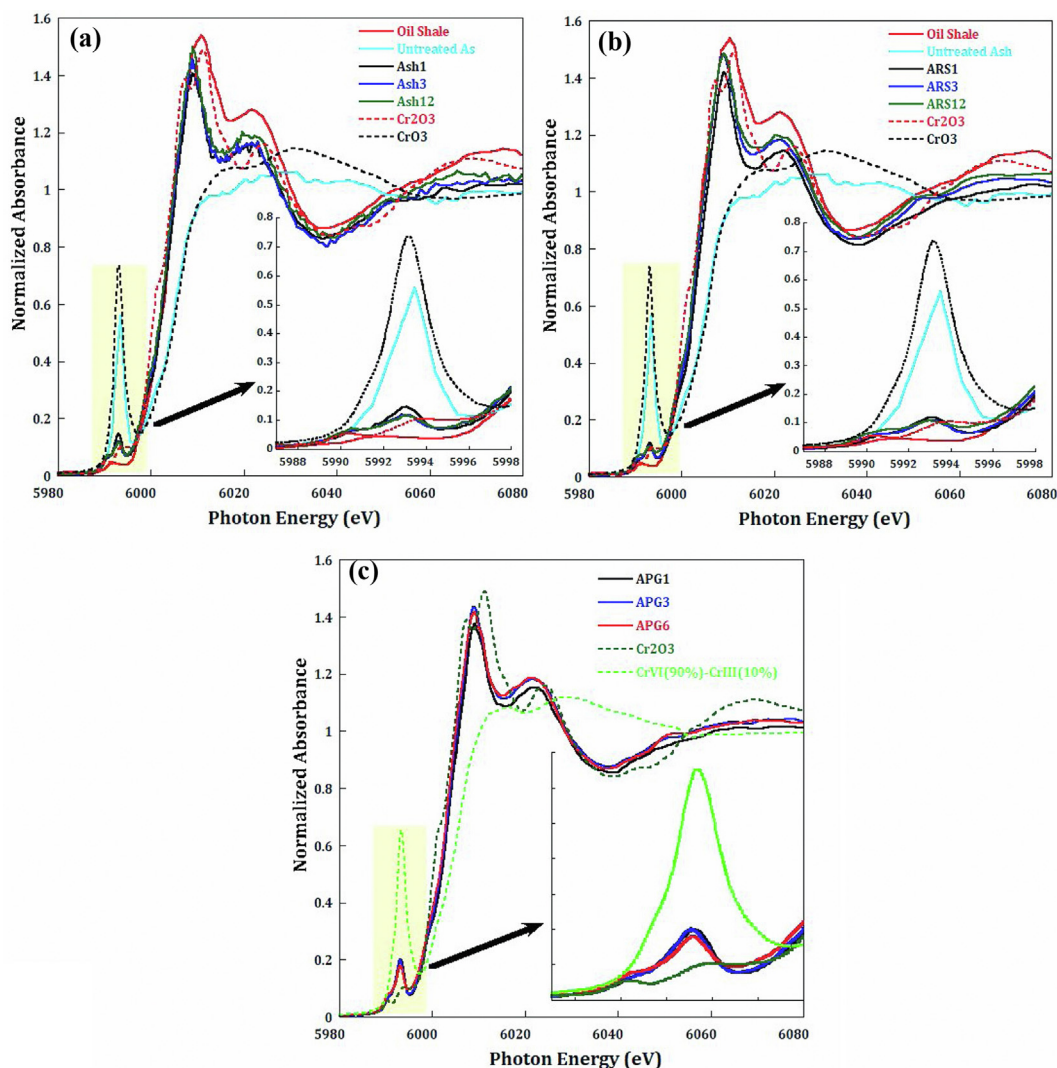 (a)
Oil Shale
Untreated As
Ash1
Ash3
Ash12
Cr2O3
CrO3
Normalized Absorbance
1.6
1.4
1.2
1
0.8
0.6
0.4
0.2
0
5980 6000 6020 6040 6060 6080
Photon Energy (eV)
0.8
0.7
0.6
0.5
0.4
0.3
0.2
0.1
0
5988 5990 5992 5994 5996 5998
(b)
Oil Shale
Untreated Ash
ARS1
ARS3
ARS12
Cr2O3
CrO3
Normalized Absorbance
1.6
1.4
1.2
1
0.8
0.6
0.4
0.2
0
5980 6000 6020 6040 6060 6080
Photon Energy (eV)
0.8
0.7
0.6
0.5
0.4
0.3
0.2
0.1
0
5988 5990 5992 5994 5996 5998
(c)
APG1
APG3
APG6
Cr2O3
CrVI(90%)-CrIII(10%)
Normalized Absorbance
1.6
1.4
1.2
1
0.8
0.6
0.4
0.2
0
5980 6000 6020 6040 6060 6080
Photon Energy (eV)